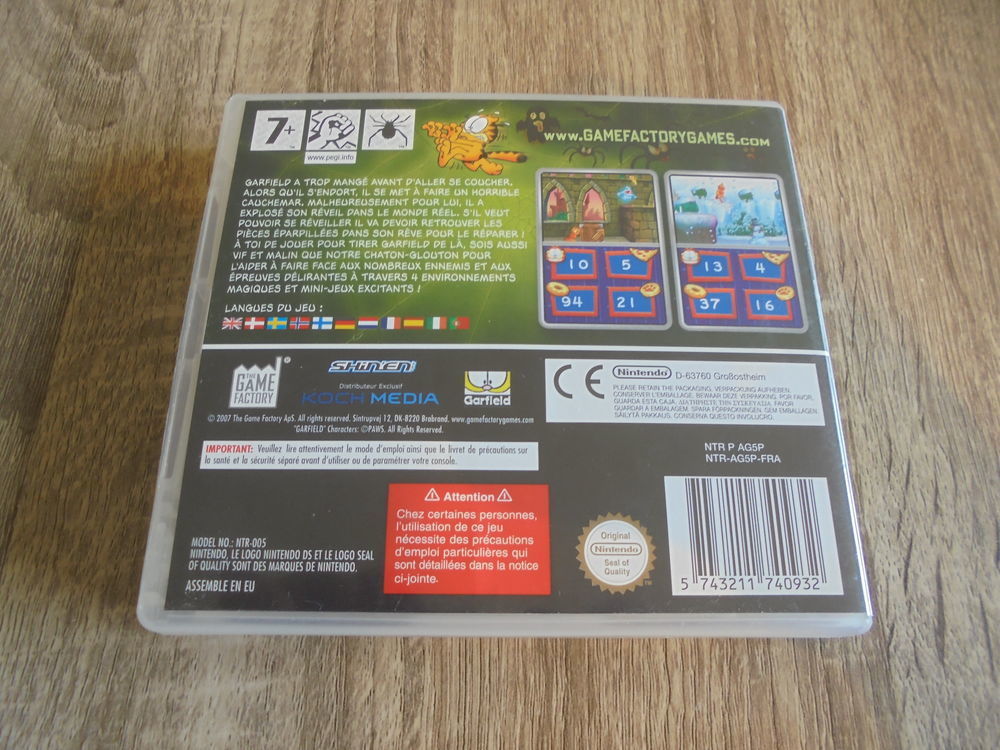 7+
www.pegi.info
www.GAMEFACTORYGAMES.COM
GARFIELD A TROP MANGÉ AVANT D'ALLER SE COUCHER.
ALORS QU'IL S'ENDORT, IL SE MET À FAIRE UN HORRIBLE
CAUCHEMAR. MALHEUREUSEMENT POUR LUI, IL A
EXPLOSÉ SON RÉVEIL DANS LE MONDE RÉEL. S'IL VEUT
POUVOIR SE RÉVEILLER IL VA DEVOIR RETROUVER LES
PIÈCES ÉPARPILLÉES DANS SON RÊVE POUR LE RÉPARER !
À TOI DE JOUER POUR TIRER GARFIELD DE LÀ, SOIS AUSSI
VIF ET MALIN QUE NOTRE CHATON-GLOUTON POUR
L'AIDER À FAIRE FACE AUX NOMBREUX ENNEMIS ET AUX
ÉPREUVES DÉLIRANTES À TRAVERS 4 ENVIRONNEMENTS
MAGIQUES ET MINI-JEUX EXCITANTS !
LANGUES DU JEU :
10 5
94 21
13 4
37 16
THE GAME FACTORY®
SHIN'EN
Distributeur Exclusif
KOCH MEDIA
Garfield
© 2007 The Game Factory ApS. All rights reserved. Sintrupvej 12, DK-8220 Brabrand. www.gamefactorygames.com
"GARFIELD" Characters: ©PAWS. All Rights Reserved.
IMPORTANT: Veuillez lire attentivement le mode d'emploi ainsi que le livret de précautions sur
la santé et la sécurité séparé avant d'utiliser ou de paramétrer votre console.
CE
Nintendo D-63760 Großostheim
PLEASE RETAIN THE PACKAGING. VERPACKUNG AUFHEBEN.
CONSERVER L'EMBALLAGE. BEWAAR DEZE VERPAKKING. POR FAVOR,
GUARDA ESTA CAJA. ΔΙΑΤΗΡΗΣΤΕ ΤΗΝ ΣΥΣΚΕΥΑΣΙΑ. FAVOR
GUARDAR A EMBALAGEM. SPARA FÖRPACKNINGEN. GEM EMBALLAGEN.
SÄILYTÄ PAKKAUS. CONSERVA QUESTO INVOLUCRO.
NTR P AG5P
NTR-AG5P-FRA
Attention
Chez certaines personnes,
l'utilisation de ce jeu
nécessite des précautions
d'emploi particulières qui
sont détaillées dans la notice
ci-jointe.
MODEL NO.: NTR-005
NINTENDO, LE LOGO NINTENDO DS ET LE LOGO SEAL
OF QUALITY SONT DES MARQUES DE NINTENDO.
ASSEMBLE EN EU
Original
Nintendo
Seal of
Quality
TM
5 743211 740932